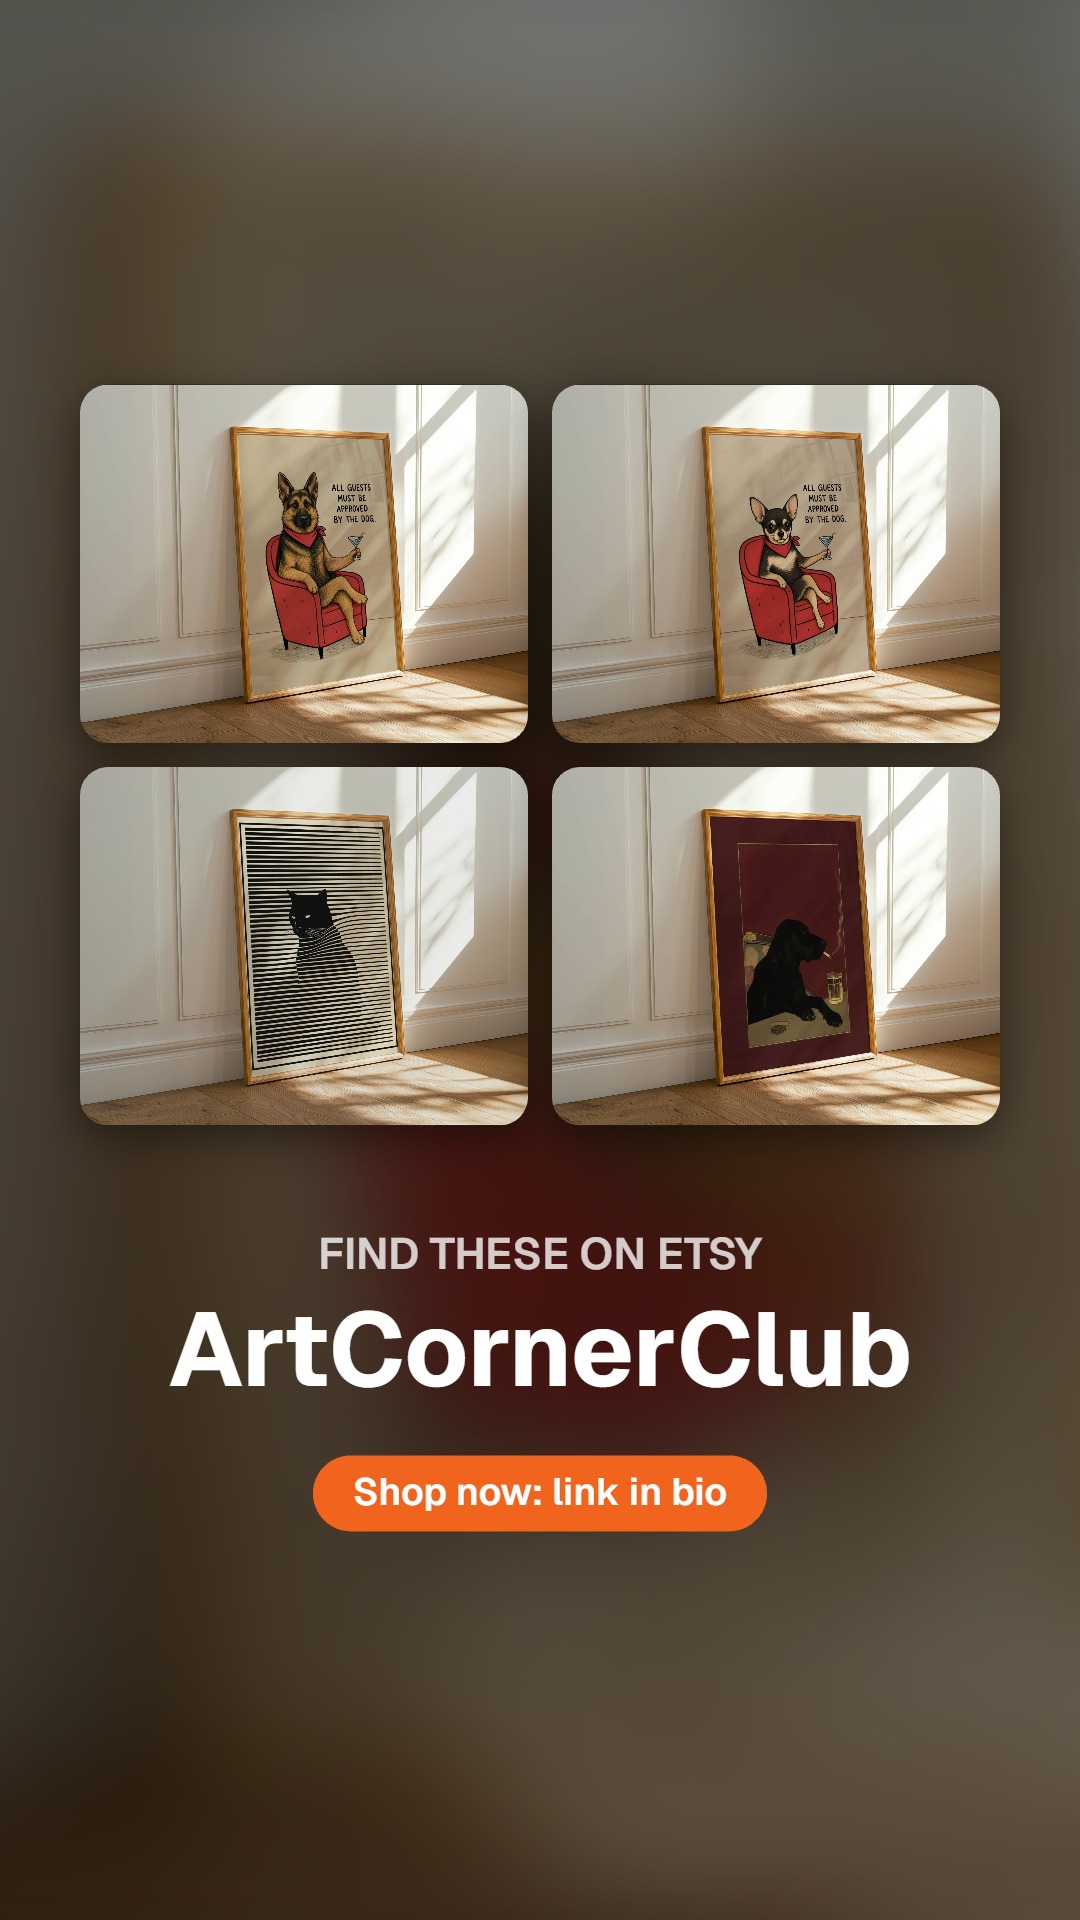 ALL GUESTS
MUST BE
APPROVED
BY THE DOG.
ALL GUESTS
MUST BE
APPROVED
BY THE DOG.
FIND THESE ON ETSY
ArtCornerClub
Shop now: link in bio